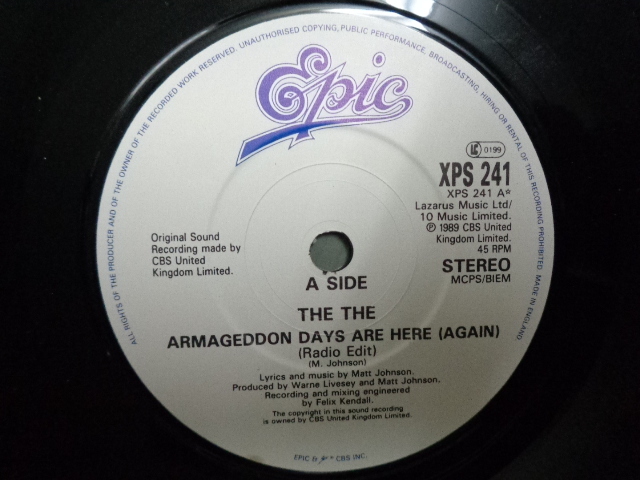 ALL RIGHTS OF THE PRODUCER AND OF THE OWNER OF THE RECORDED WORK RESERVED. UNAUTHORISED COPYING, PUBLIC PERFORMANCE, BROADCASTING, HIRING OR RENTAL OF THIS RECORDING PROHIBITED. MADE IN ENGLAND.
Epic
LC 0199
XPS 241
XPS 241 A*
Lazarus Music Ltd/
10 Music Limited.
℗ 1989 CBS United
Kingdom Limited.
45 RPM
Original Sound
Recording made by
CBS United
Kingdom Limited.
STEREO
MCPS/BIEM
A SIDE
THE THE
ARMAGEDDON DAYS ARE HERE (AGAIN)
(Radio Edit)
(M. Johnson)
Lyrics and music by Matt Johnson.
Produced by Warne Livesey and Matt Johnson.
Recording and mixing engineered
by Felix Kendall.
The copyright in this sound recording
is owned by CBS United Kingdom Limited.
EPIC & * CBS INC.